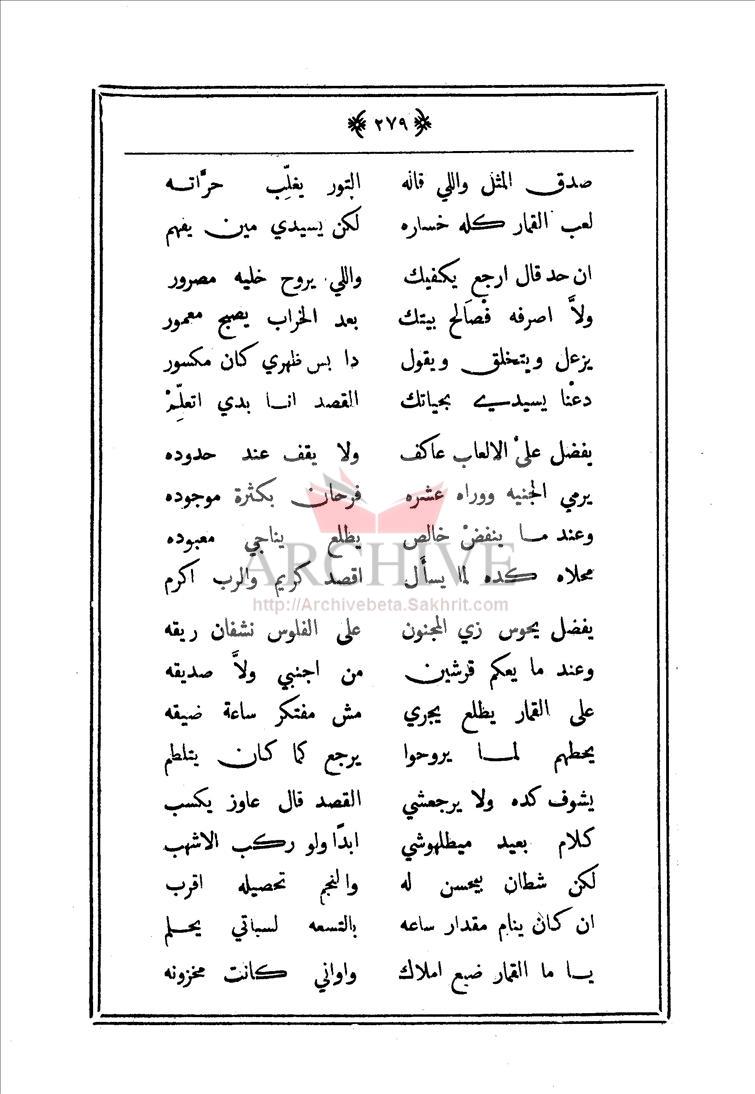 ﴿ ٢٧٩ ﴾
صدق المثل واللي قاله التور يغلِّب حرَّاته
لعب القمار كله خساره لكن يسيدي مين يفهم
ان حد قال ارجع يكفيك واللي يروح خليه مصرور
ولاَّ اصرفه فْصَالح بيتك بعد الخراب يصبح معمور
يزعل ويتخلق ويقول دا بس ظهري كان مكسور
دعْنا يسيدي بحياتك القصد انا بدي اتعلِّمْ
يفضل علىْ الالعاب عاكف ولا يقف عند حدوده
يرمي الجنيه ووراه عشره فرحان بكثرة موجوده
وعند ما ينفضْ خالص يطلع يناجي معبوده
محلاه كده لما يسأَل اقصد كريم والرب اكرم
يفضل يحوس زي المجنون على الفلوس نشفان ريقه
وعند ما يعكم قرشين من اجنبي ولاَّ صديقه
على القمار يطلع يجري مش مفتكر ساعة ضيقه
يحطهم لما يروحوا يرجع كما كان يتلطم
يشوف كده ولا يرجعشي القصد قال عاوز يكسب
كلام بعيد ميطلهوشي ابدًا ولو ركب الاشهب
لكن شطان بيحسن له والنجم تحصيله اقرب
ان كان ينام مقدار ساعه بالتسعه لسباتي يحلم
يا ما القمار ضيع املاك واواني كانت مخزونه
ARCHIVE
http://Archivebeta.Sakhrit.com